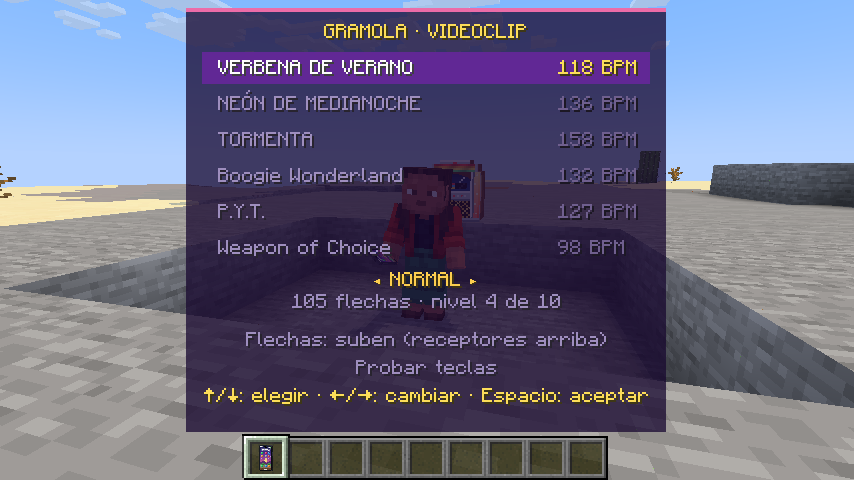 GRAMOLA · VIDEOCLIP
VERBENA DE VERANO 118 BPM
NEÓN DE MEDIANOCHE 136 BPM
TORMENTA 158 BPM
Boogie Wonderland 132 BPM
P.Y.T. 127 BPM
Weapon of Choice 98 BPM
◂ NORMAL ▸
105 flechas · nivel 4 de 10
Flechas: suben (receptores arriba)
Probar teclas
↑/↓: elegir · ←/→: cambiar · Espacio: aceptar